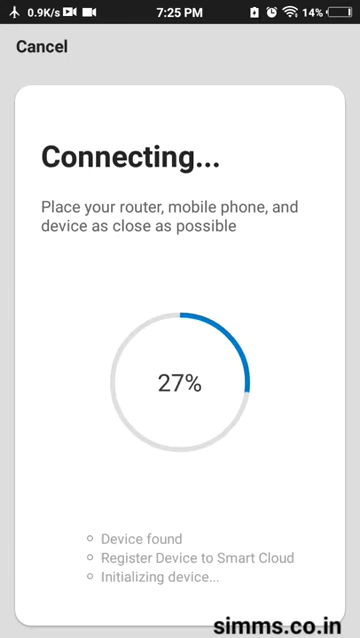 0.9K/s 7:25 PM 14%
Cancel
Connecting...
Place your router, mobile phone, and
device as close as possible
27%
Device found
Register Device to Smart Cloud
Initializing device...
simms.co.in